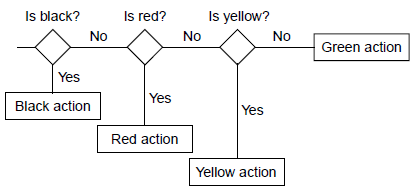 Is black?
Is red?
Is yellow?
No
No
No
Green action
Yes
Black action
Yes
Red action
Yes
Yellow action